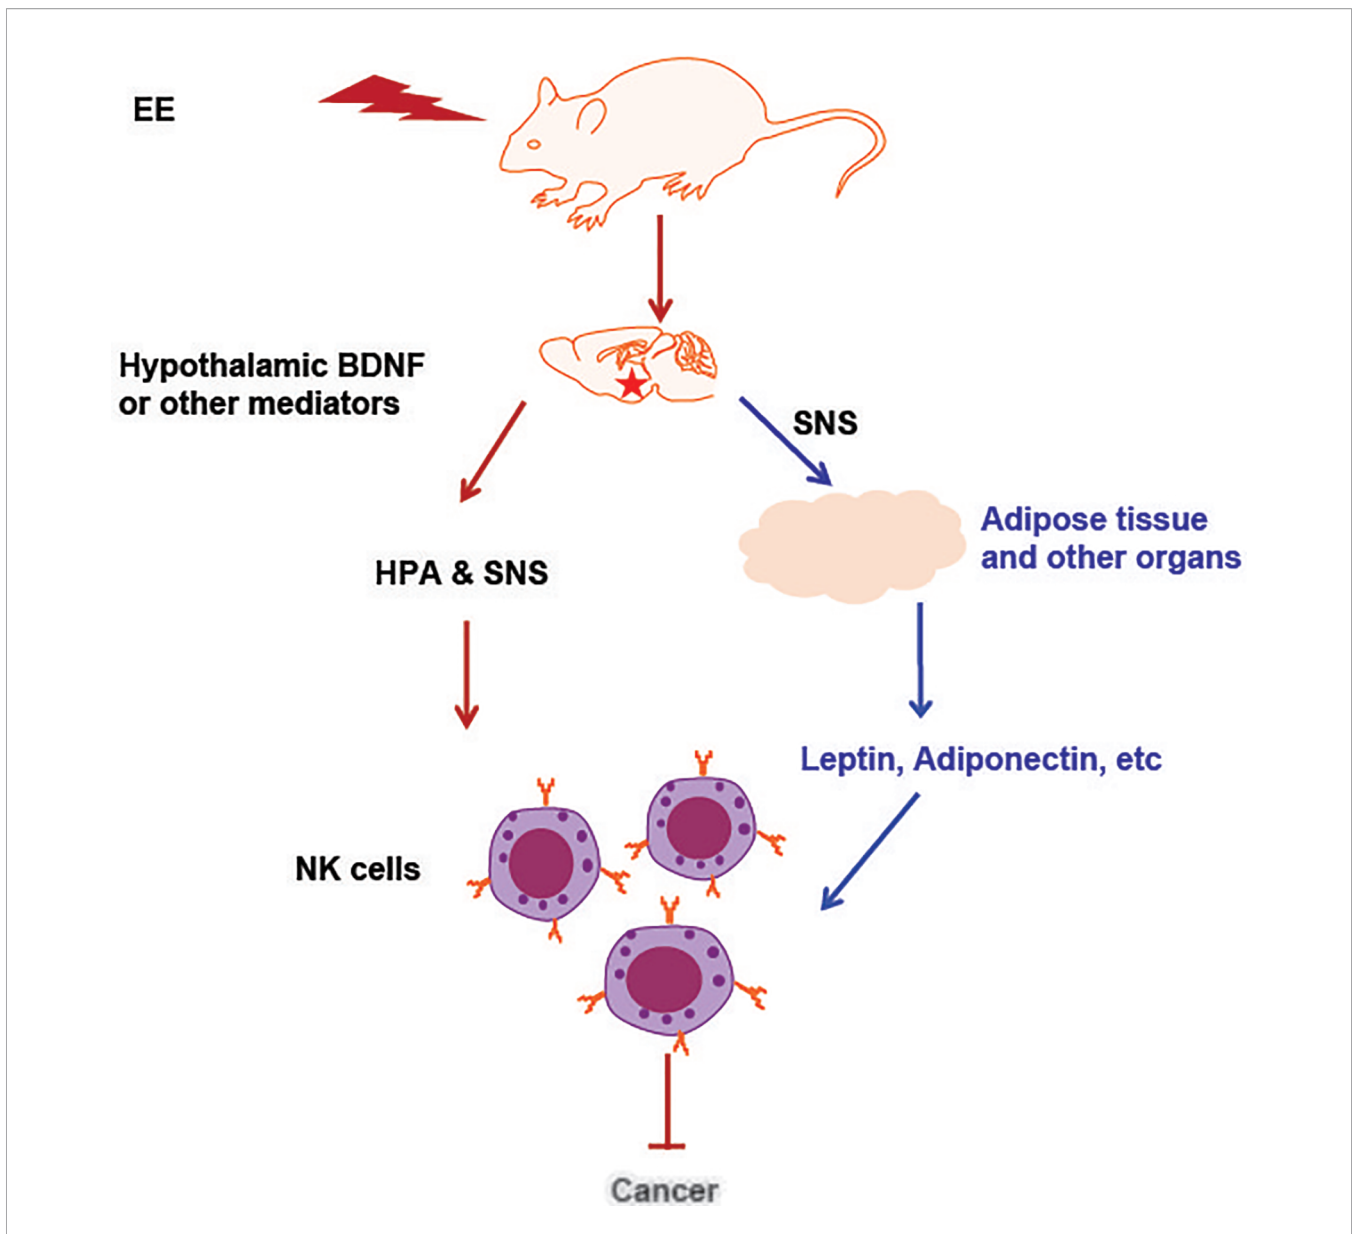 EE
Hypothalamic BDNF
or other mediators
SNS
Adipose tissue
and other organs
HPA & SNS
Leptin, Adiponectin, etc
NK cells
Cancer